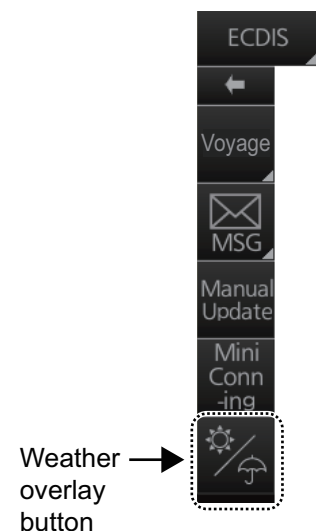 ECDIS
Voyage
MSG
Manual
Update
Mini
Conn
-ing
Weather
overlay
button